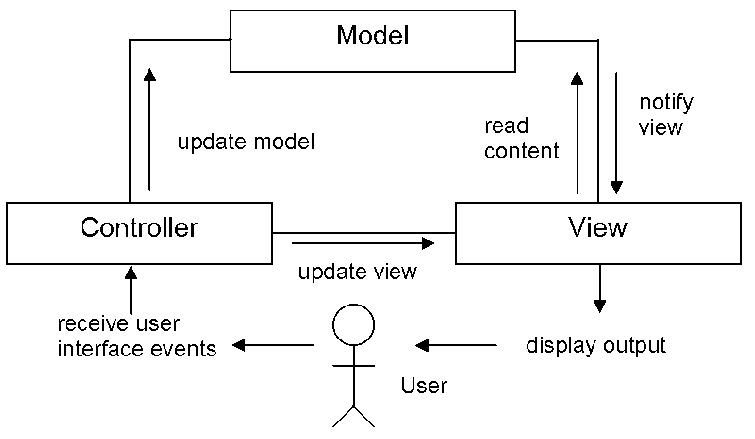 Model
update model
read
content
notify
view
Controller
View
update view
receive user
interface events
User
display output